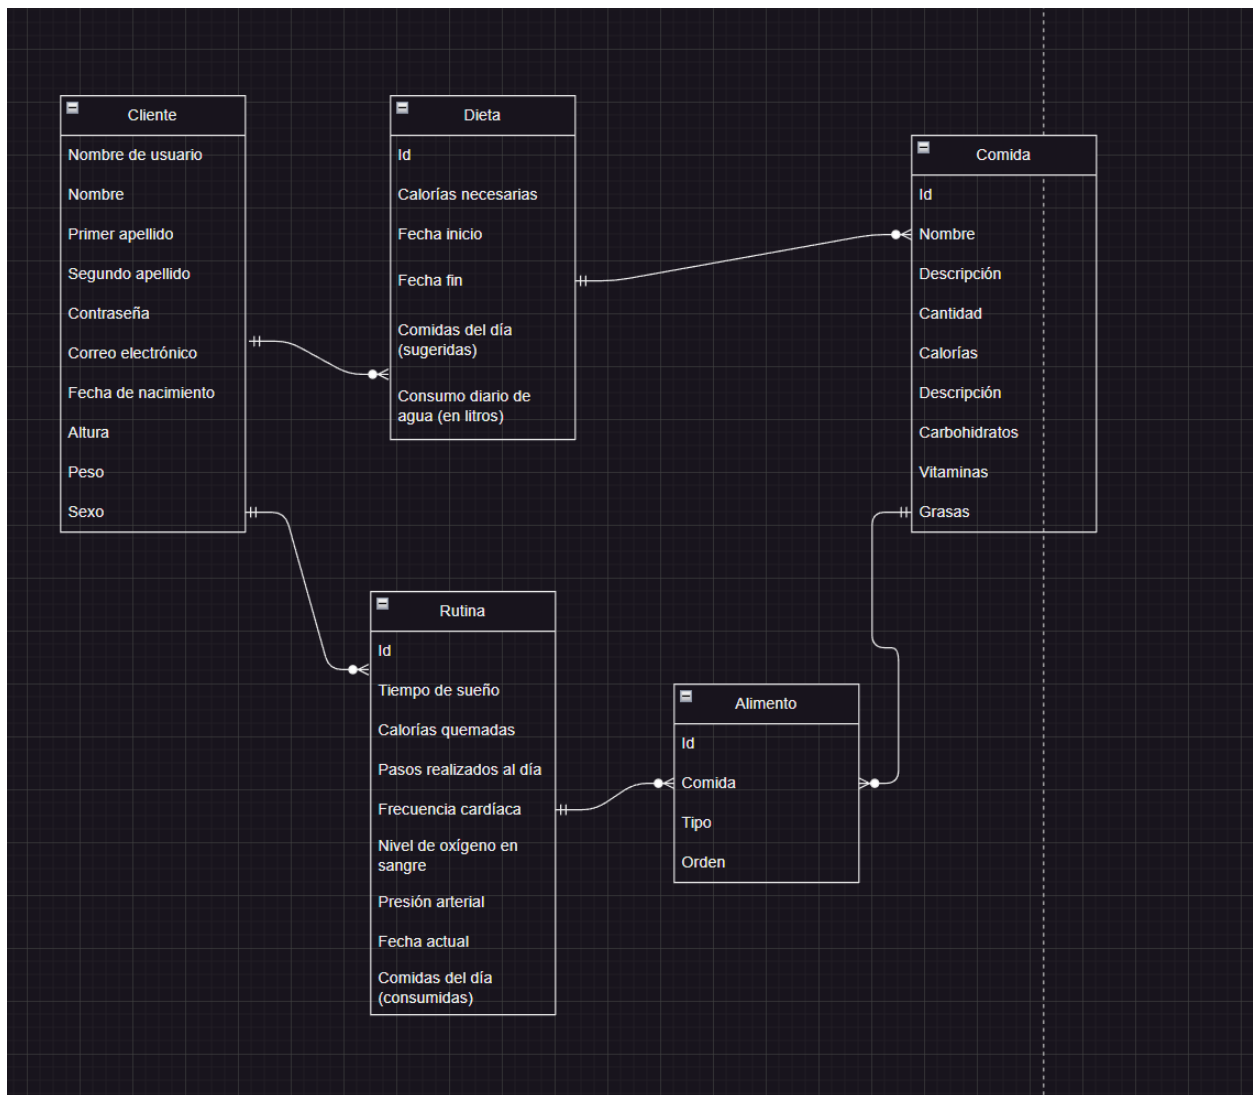 Cliente
Nombre de usuario
Nombre
Primer apellido
Segundo apellido
Contraseña
Correo electrónico
Fecha de nacimiento
Altura
Peso
Sexo
Dieta
Id
Calorías necesarias
Fecha inicio
Fecha fin
Comidas del día
(sugeridas)
Consumo diario de
agua (en litros)
Comida
Id
Nombre
Descripción
Cantidad
Calorías
Descripción
Carbohidratos
Vitaminas
Grasas
Rutina
Id
Tiempo de sueño
Calorías quemadas
Pasos realizados al día
Frecuencia cardíaca
Nivel de oxígeno en
sangre
Presión arterial
Fecha actual
Comidas del día
(consumidas)
Alimento
Id
Comida
Tipo
Orden